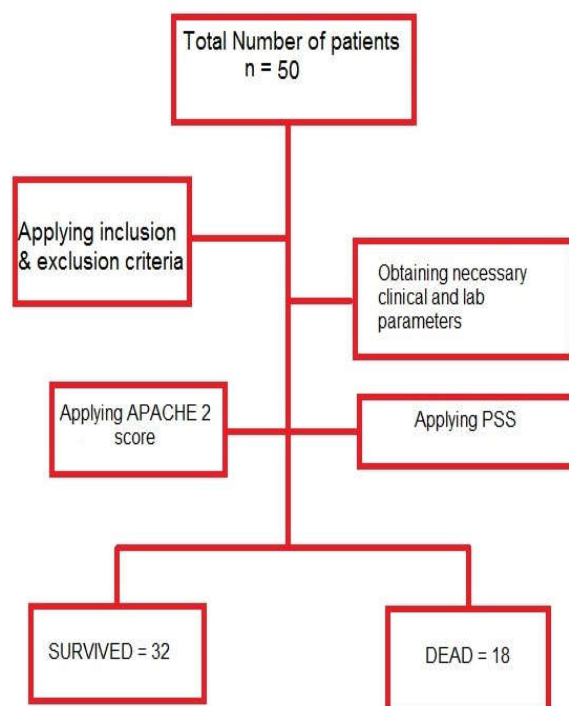 Total Number of patients
n = 50
Applying inclusion
& exclusion criteria
Obtaining necessary
clinical and lab
parameters
Applying APACHE 2
score
Applying PSS
SURVIVED = 32
DEAD = 18